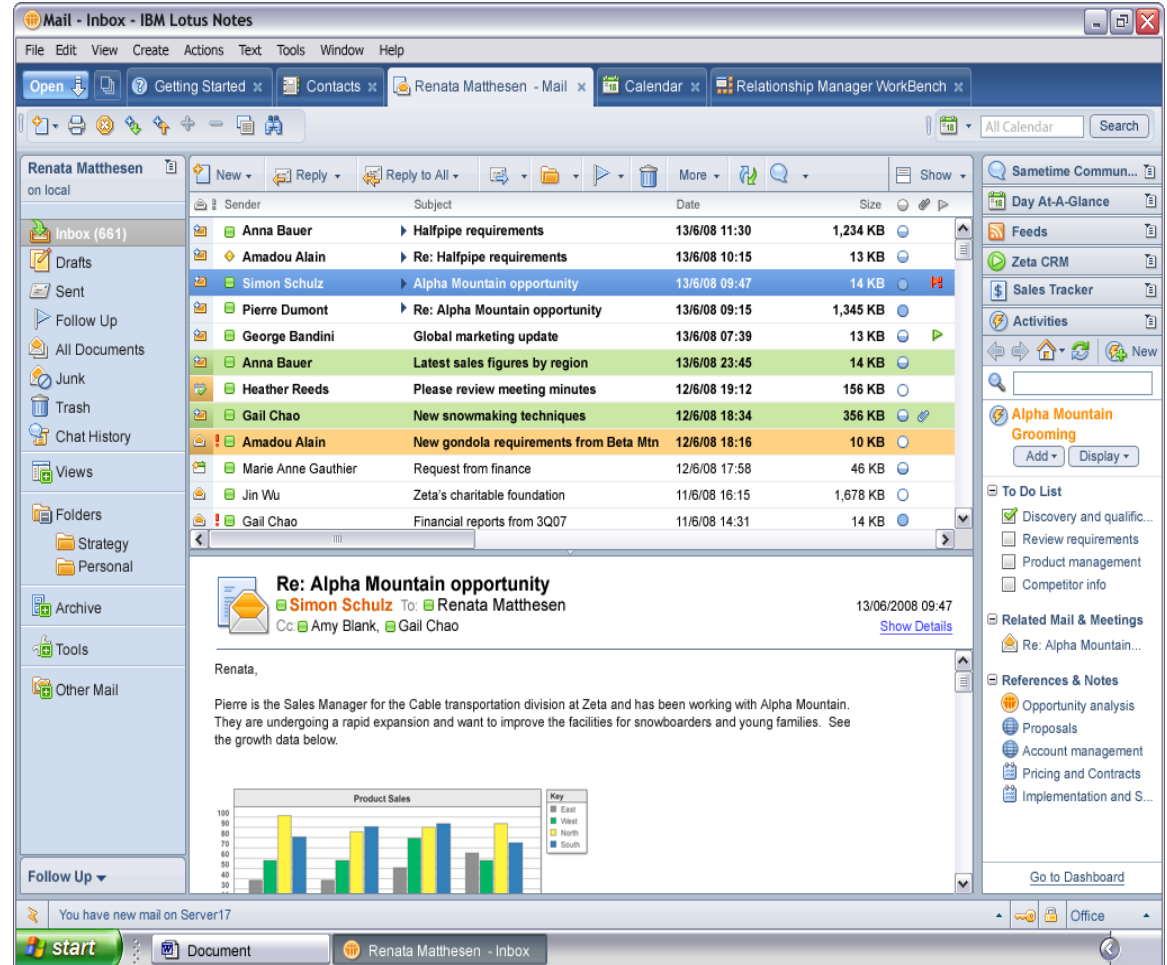 Mail - Inbox - IBM Lotus Notes
File Edit View Create Actions Text Tools Window Help
Open Getting Started x Contacts x Renata Matthesen - Mail x Calendar x Relationship Manager WorkBench x
All Calendar Search
Renata Matthesen
on local
Inbox (661)
Drafts
Sent
Follow Up
All Documents
Junk
Trash
Chat History
Views
Folders
Strategy
Personal
Archive
Tools
Other Mail
Follow Up
New Reply Reply to All More Show
Sender Subject Date Size
Anna Bauer Halfpipe requirements 13/6/08 11:30 1,234 KB
Amadou Alain Re: Halfpipe requirements 13/6/08 10:15 13 KB
Simon Schulz Alpha Mountain opportunity 13/6/08 09:47 14 KB
Pierre Dumont Re: Alpha Mountain opportunity 13/6/08 09:15 1,345 KB
George Bandini Global marketing update 13/6/08 07:39 13 KB
Anna Bauer Latest sales figures by region 13/6/08 23:45 14 KB
Heather Reeds Please review meeting minutes 12/6/08 19:12 156 KB
Gail Chao New snowmaking techniques 12/6/08 18:34 356 KB
Amadou Alain New gondola requirements from Beta Mtn 12/6/08 18:16 10 KB
Marie Anne Gauthier Request from finance 12/6/08 17:58 46 KB
Jin Wu Zeta's charitable foundation 11/6/08 16:15 1,678 KB
Gail Chao Financial reports from 3Q07 11/6/08 14:31 14 KB
Re: Alpha Mountain opportunity
Simon Schulz To: Renata Matthesen 13/06/2008 09:47
Cc: Amy Blank, Gail Chao Show Details
Renata,
Pierre is the Sales Manager for the Cable transportation division at Zeta and has been working with Alpha Mountain.
They are undergoing a rapid expansion and want to improve the facilities for snowboarders and young families. See
the growth data below.
Product Sales
100
90
80
70
60
50
40
30
Key
East
West
North
South
Sametime Commun...
Day At-A-Glance
Feeds
Zeta CRM
Sales Tracker
Activities
New
Alpha Mountain
Grooming
Add Display
To Do List
Discovery and qualific...
Review requirements
Product management
Competitor info
Related Mail & Meetings
Re: Alpha Mountain...
References & Notes
Opportunity analysis
Proposals
Account management
Pricing and Contracts
Implementation and S...
Go to Dashboard
You have new mail on Server17 Office
start Document Renata Matthesen - Inbox